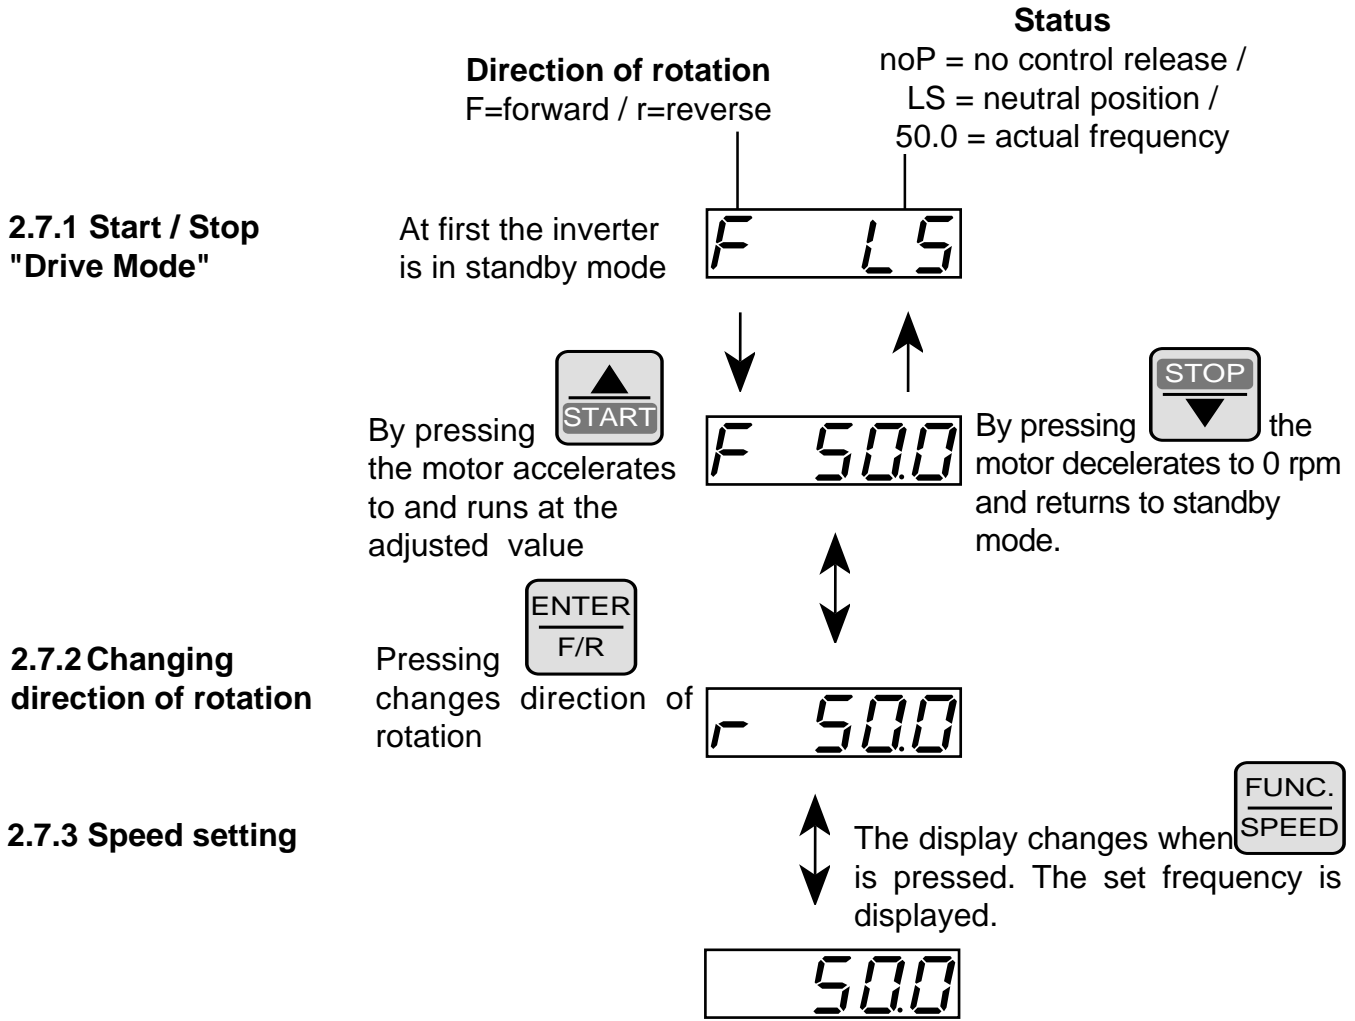 Status
noP = no control release /
LS = neutral position /
50.0 = actual frequency
Direction of rotation
F=forward / r=reverse
2.7.1 Start / Stop
"Drive Mode"
At first the inverter
is in standby mode
F LS
START
By pressing
the motor accelerates
to and runs at the
adjusted value
F 50.0
STOP
By pressing the
motor decelerates to 0 rpm
and returns to standby
mode.
2.7.2 Changing
direction of rotation
ENTER
F/R
Pressing
changes direction of
rotation
r 50.0
2.7.3 Speed setting
FUNC.
SPEED
The display changes when
is pressed. The set frequency is
displayed.
50.0